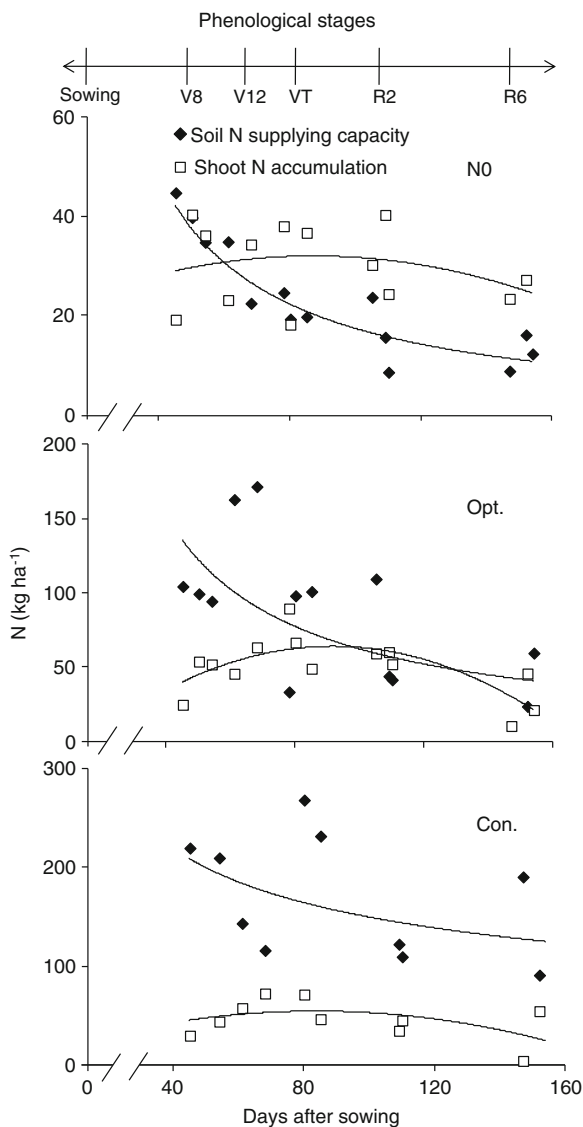 Phenological stages
Sowing V8 V12 VT R2 R6
60
◆ Soil N supplying capacity
□ Shoot N accumulation
N0
40
20
0
200
Opt.
150
100
50
0
N (kg ha⁻¹)
300
Con.
200
100
0
0 40 80 120 160
Days after sowing